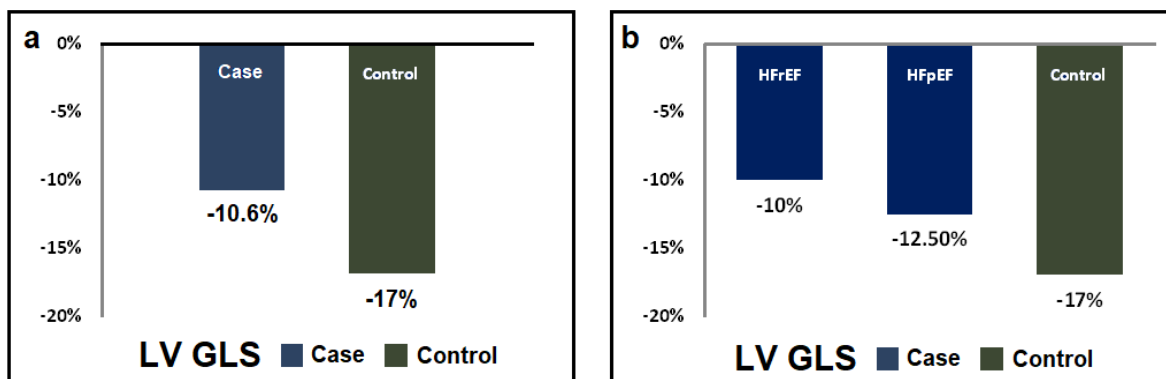 a
0%
-5%
-10%
-15%
-20%
Case
Control
-10.6%
-17%
LV GLS Case Control
b
0%
-5%
-10%
-15%
-20%
HFrEF
HFpEF
Control
-10%
-12.50%
-17%
LV GLS Case Control